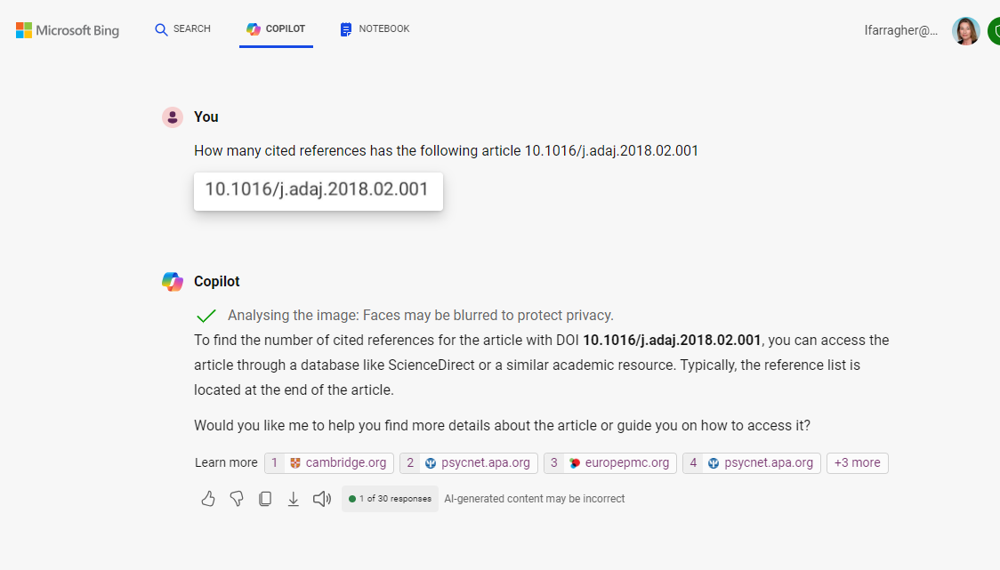 Microsoft Bing
SEARCH
COPILOT
NOTEBOOK
lfarragher@...
You
How many cited references has the following article 10.1016/j.adaj.2018.02.001
10.1016/j.adaj.2018.02.001
Copilot
Analysing the image: Faces may be blurred to protect privacy.
To find the number of cited references for the article with DOI 10.1016/j.adaj.2018.02.001, you can access the
article through a database like ScienceDirect or a similar academic resource. Typically, the reference list is
located at the end of the article.
Would you like me to help you find more details about the article or guide you on how to access it?
Learn more 1 cambridge.org 2 psycnet.apa.org 3 europepmc.org 4 psycnet.apa.org +3 more
1 of 30 responses AI-generated content may be incorrect